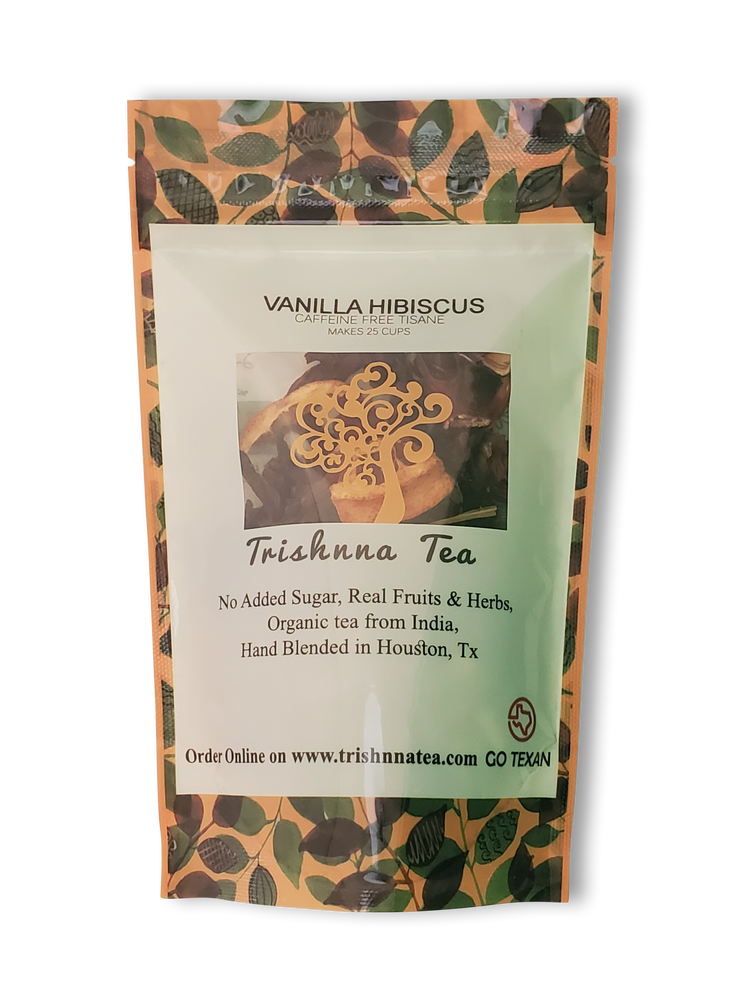 VANILLA HIBISCUS
CAFFEINE FREE TISANE
MAKES 25 CUPS
Trishnna Tea
No Added Sugar, Real Fruits & Herbs,
Organic tea from India,
Hand Blended in Houston, Tx
Order Online on www.trishnnatea.com GO TEXAN